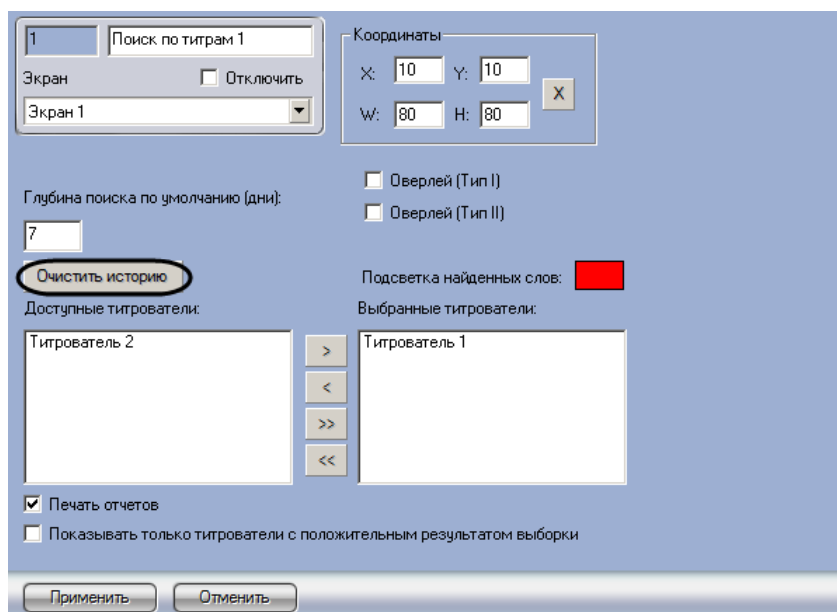 1
Поиск по титрам 1
Экран
Отключить
Экран 1
Координаты
X: 10 Y: 10
X
W: 80 H: 80
Оверлей (Тип I)
Оверлей (Тип II)
Глубина поиска по умолчанию (дни):
7
Очистить историю
Подсветка найденных слов:
Доступные титрователи:
Выбранные титрователи:
Титрователь 2
Титрователь 1
>
<
>>
<<
Печать отчетов
Показывать только титрователи с положительным результатом выборки
Применить
Отменить